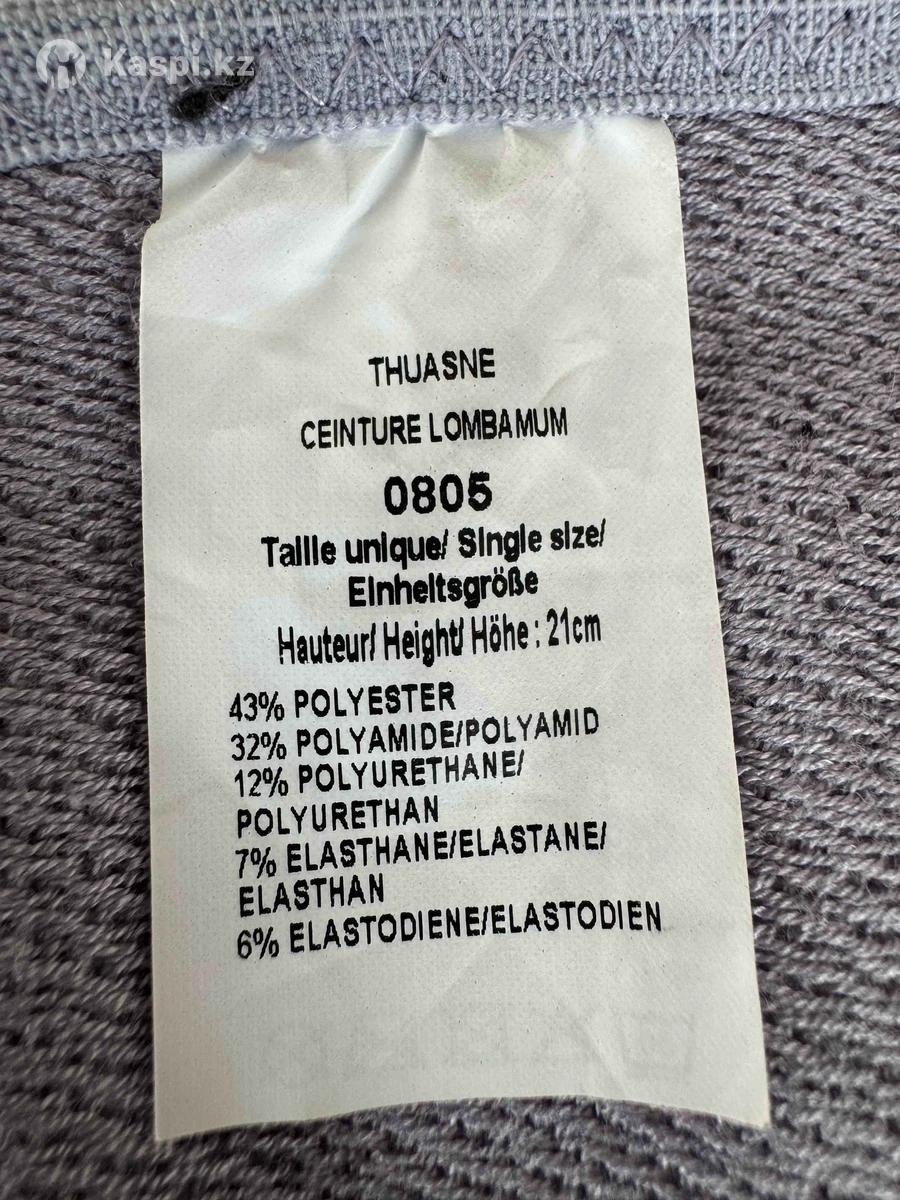 Kaspi.kz
THUASNE
CEINTURE LOMBAMUM
0805
Taille unique/ Single size/
Einheitsgröße
Hauteur/ Height/ Höhe : 21cm
43% POLYESTER
32% POLYAMIDE/POLYAMID
12% POLYURETHANE/
POLYURETHAN
7% ELASTHANE/ELASTANE/
ELASTHAN
6% ELASTODIENE/ELASTODIEN